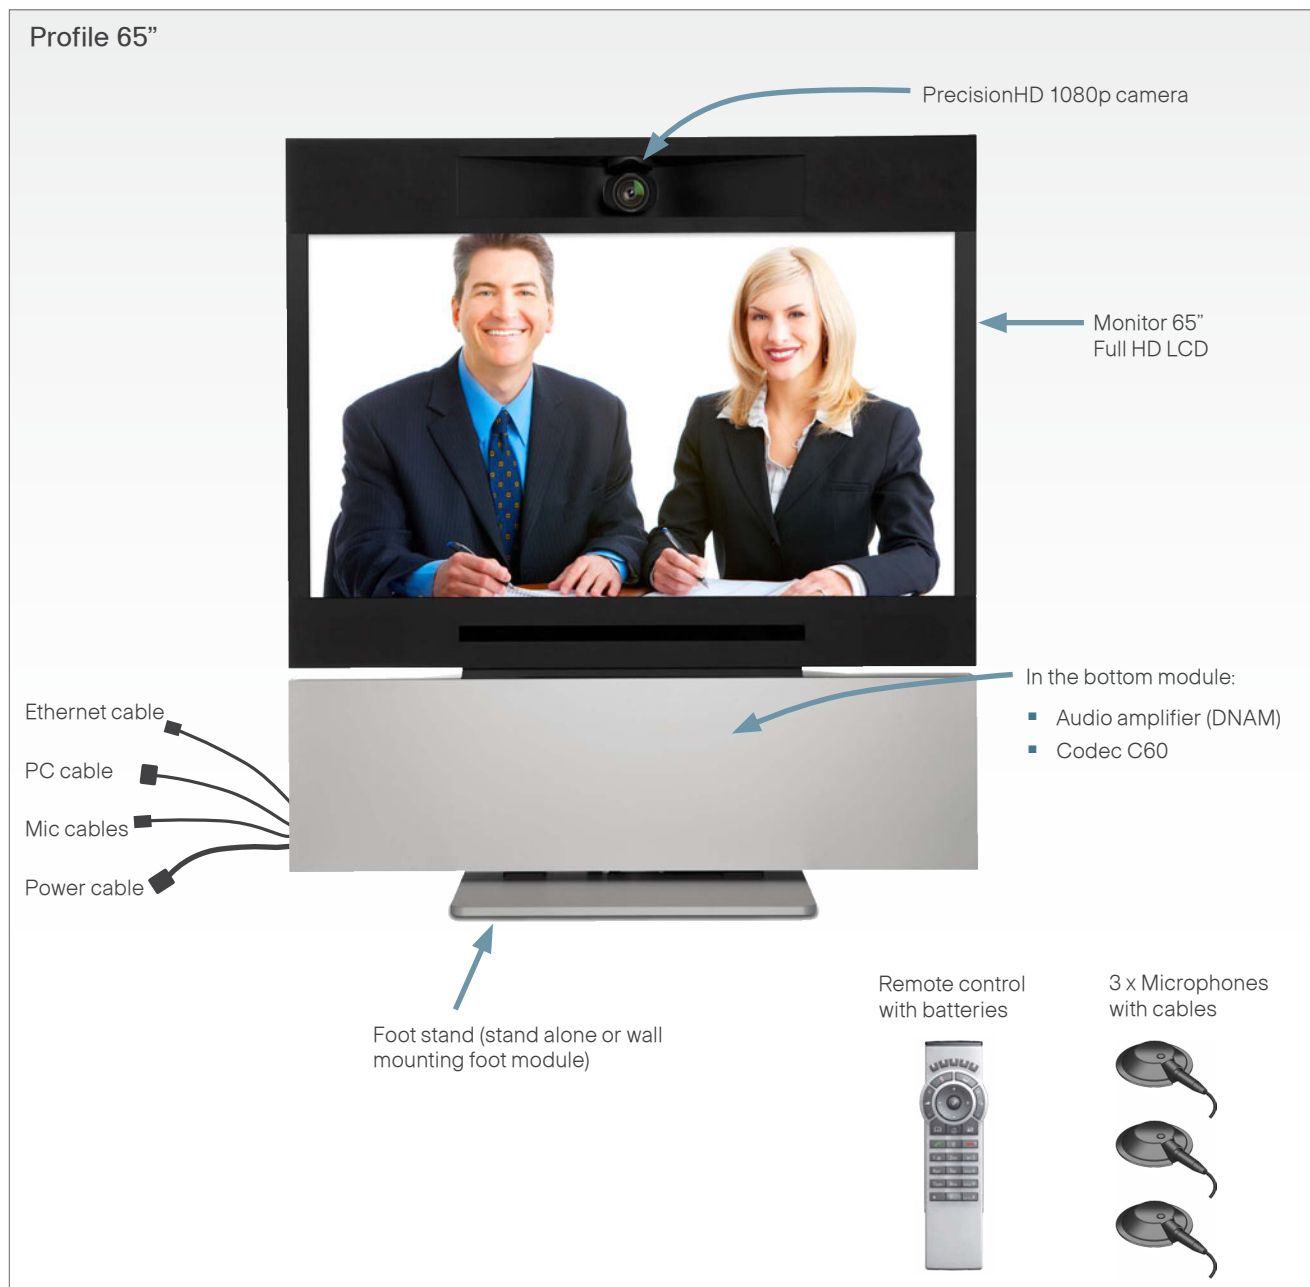 Profile 65”
PrecisionHD 1080p camera
Monitor 65”
Full HD LCD
In the bottom module:
▪ Audio amplifier (DNAM)
▪ Codec C60
Ethernet cable
PC cable
Mic cables
Power cable
Foot stand (stand alone or wall
mounting foot module)
Remote control
with batteries
3 x Microphones
with cables